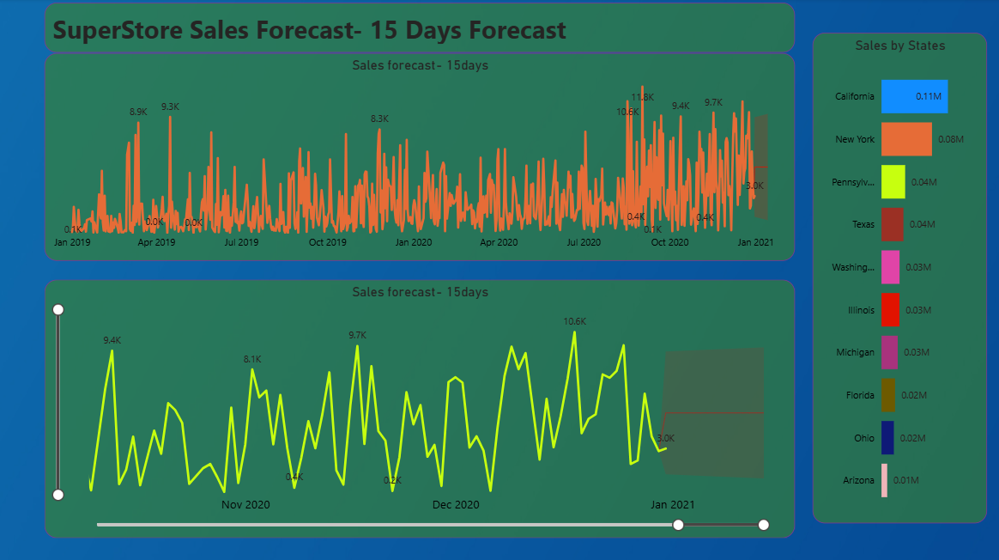 SuperStore Sales Forecast- 15 Days Forecast
Sales forecast- 15days
11.8K
10.6K
9.3K
9.4K
9.7K
8.9K
8.3K
3.0K
0.1K
0.0K
0.0K
0.4K
0.1K
0.4K
Jan 2019
Apr 2019
Jul 2019
Oct 2019
Jan 2020
Apr 2020
Jul 2020
Oct 2020
Jan 2021
Sales forecast- 15days
9.4K
8.1K
9.7K
10.6K
3.0K
0.4K
0.2K
Nov 2020
Dec 2020
Jan 2021
Sales by States
California 0.11M
New York 0.08M
Pennsylv... 0.04M
Texas 0.04M
Washing... 0.03M
Illinois 0.03M
Michigan 0.03M
Florida 0.02M
Ohio 0.02M
Arizona 0.01M